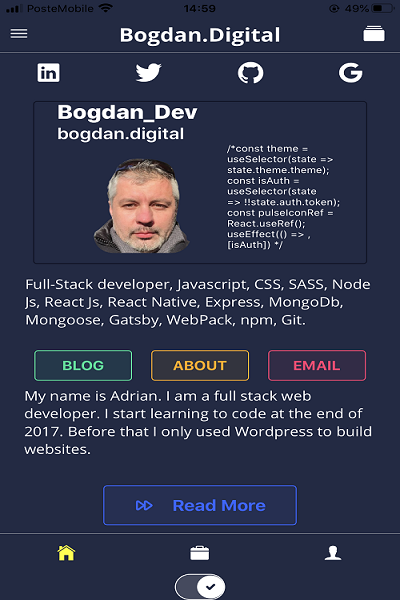 PosteMobile 14:59 49%
Bogdan.Digital
Bogdan_Dev
bogdan.digital
/*const theme =
useSelector(state =>
state.theme.theme);
const isAuth =
useSelector(state
=> !!state.auth.token);
const pulseIconRef =
React.useRef();
useEffect(() => ,
[isAuth]) */
Full-Stack developer, Javascript, CSS, SASS, Node
Js, React Js, React Native, Express, MongoDb,
Mongoose, Gatsby, WebPack, npm, Git.
BLOG ABOUT EMAIL
My name is Adrian. I am a full stack web
developer. I start learning to code at the end of
2017. Before that I only used Wordpress to build
websites.
Read More